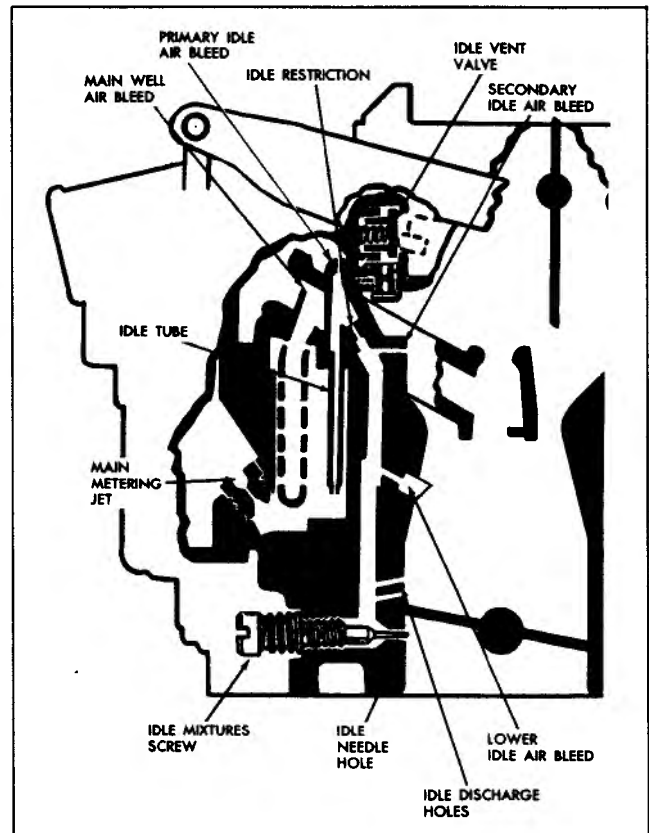 PRIMARY IDLE
AIR BLEED
MAIN WELL
AIR BLEED
IDLE RESTRICTION
IDLE VENT
VALVE
SECONDARY
IDLE AIR BLEED
IDLE TUBE
MAIN
METERING
JET
IDLE MIXTURES
SCREW
IDLE
NEEDLE
HOLE
LOWER
IDLE AIR BLEED
IDLE DISCHARGE
HOLES